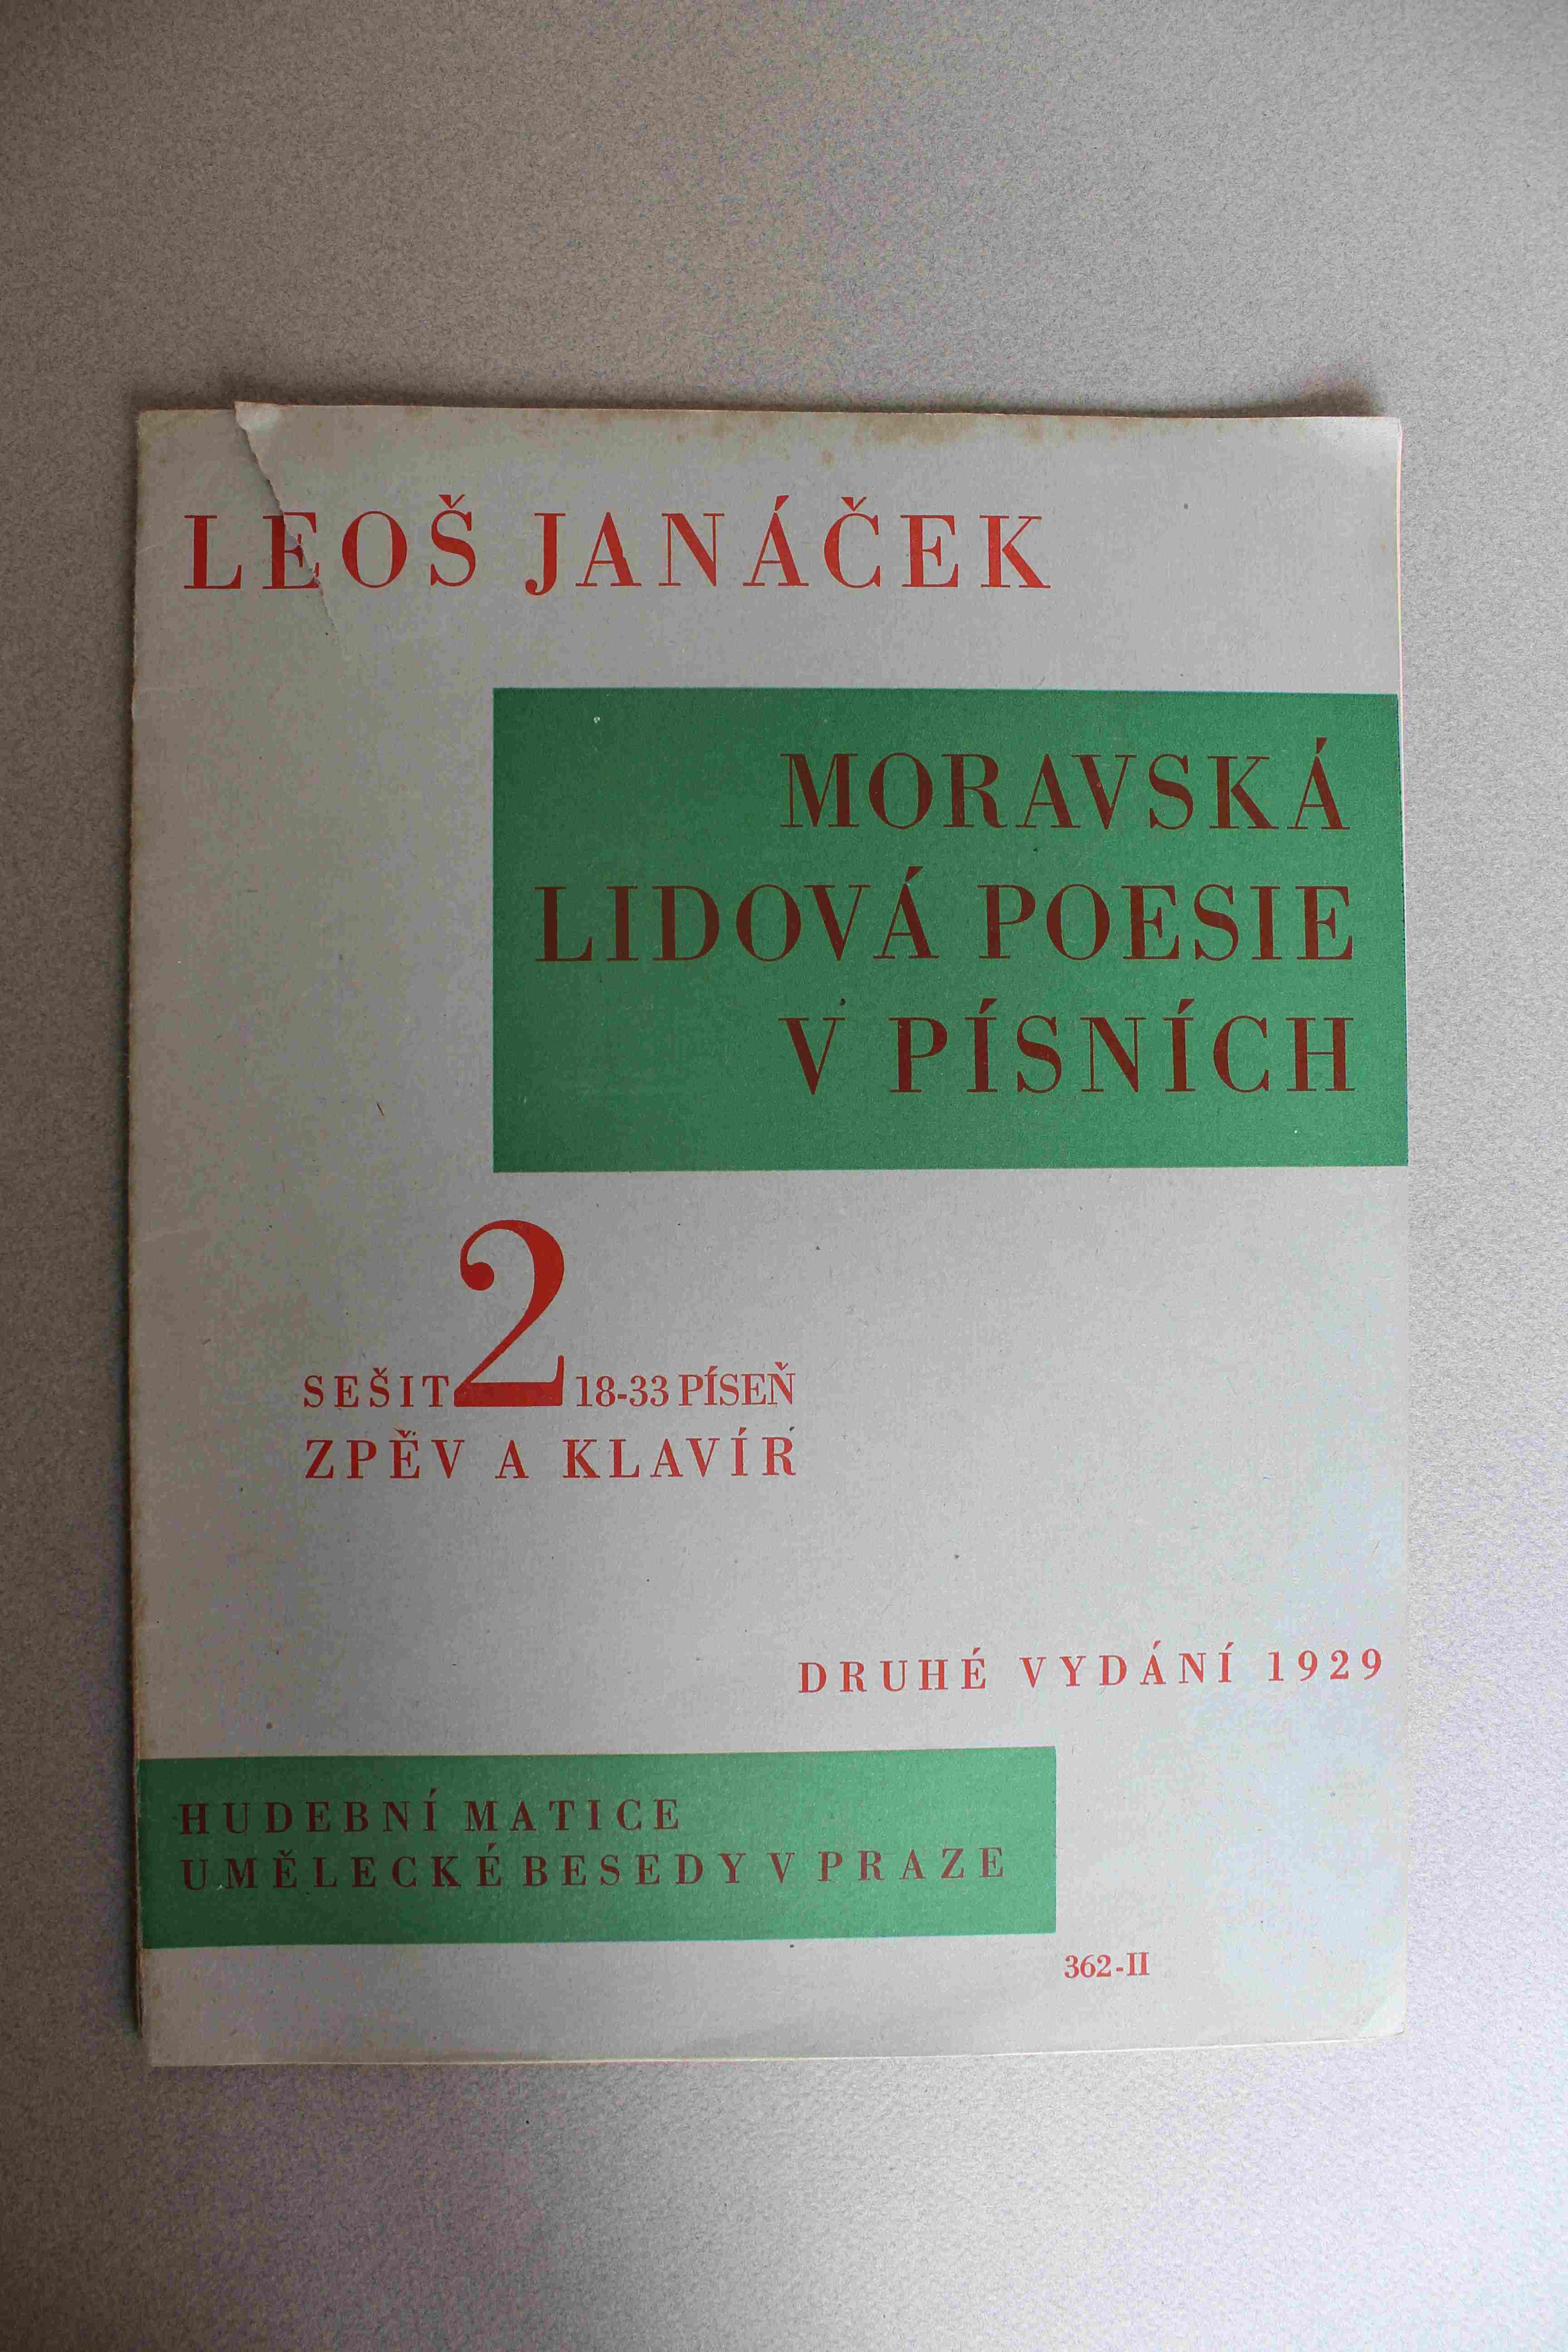 LEOŠ JANÁČEK
MORAVSKÁ
LIDOVÁ POESIE
V PÍSNÍCH
SEŠIT 2 18-33 PÍSEŇ
ZPĚV A KLAVÍR
DRUHÉ VYDÁNÍ 1929
HUDEBNÍ MATICE
UMĚLECKÉ BESEDY V PRAZE
362-II